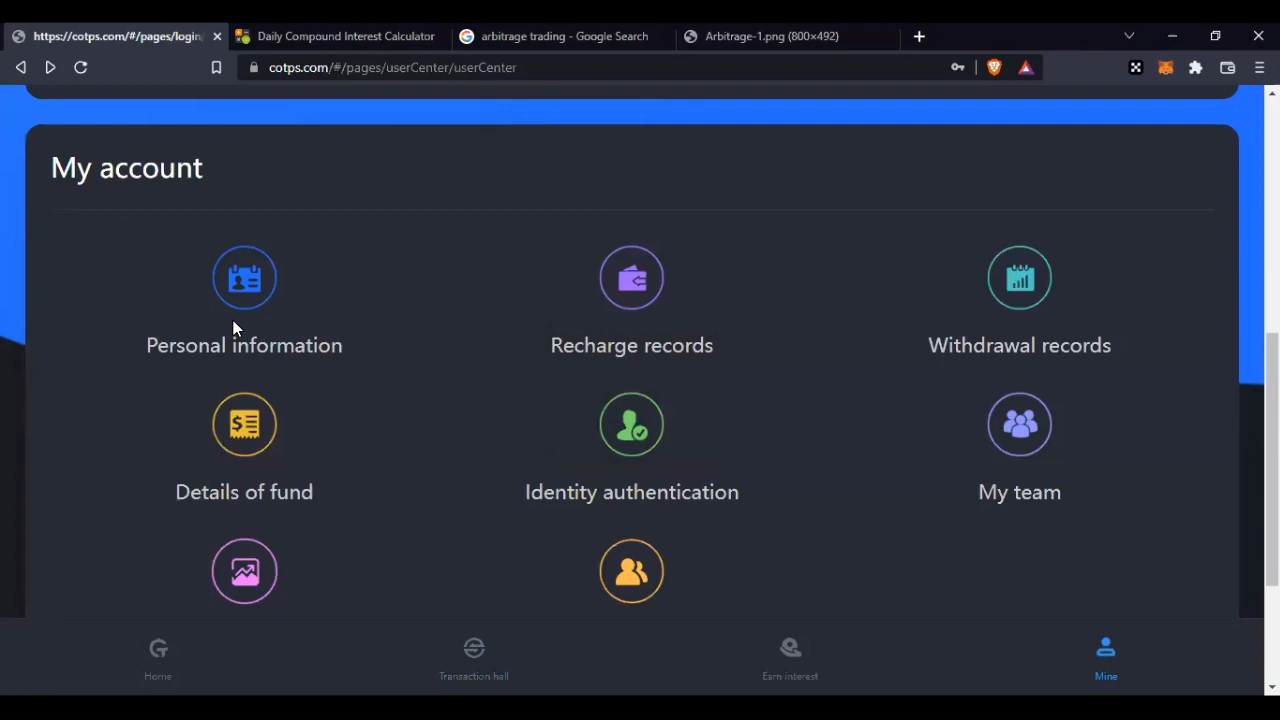 https://cotps.com/#/pages/login
Daily Compound Interest Calculator
arbitrage trading - Google Search
Arbitrage-1.png (800×492)
cotps.com/#/pages/userCenter/userCenter
My account
Personal information
Recharge records
Withdrawal records
Details of fund
Identity authentication
My team
Home
Transaction hall
Earn interest
Mine